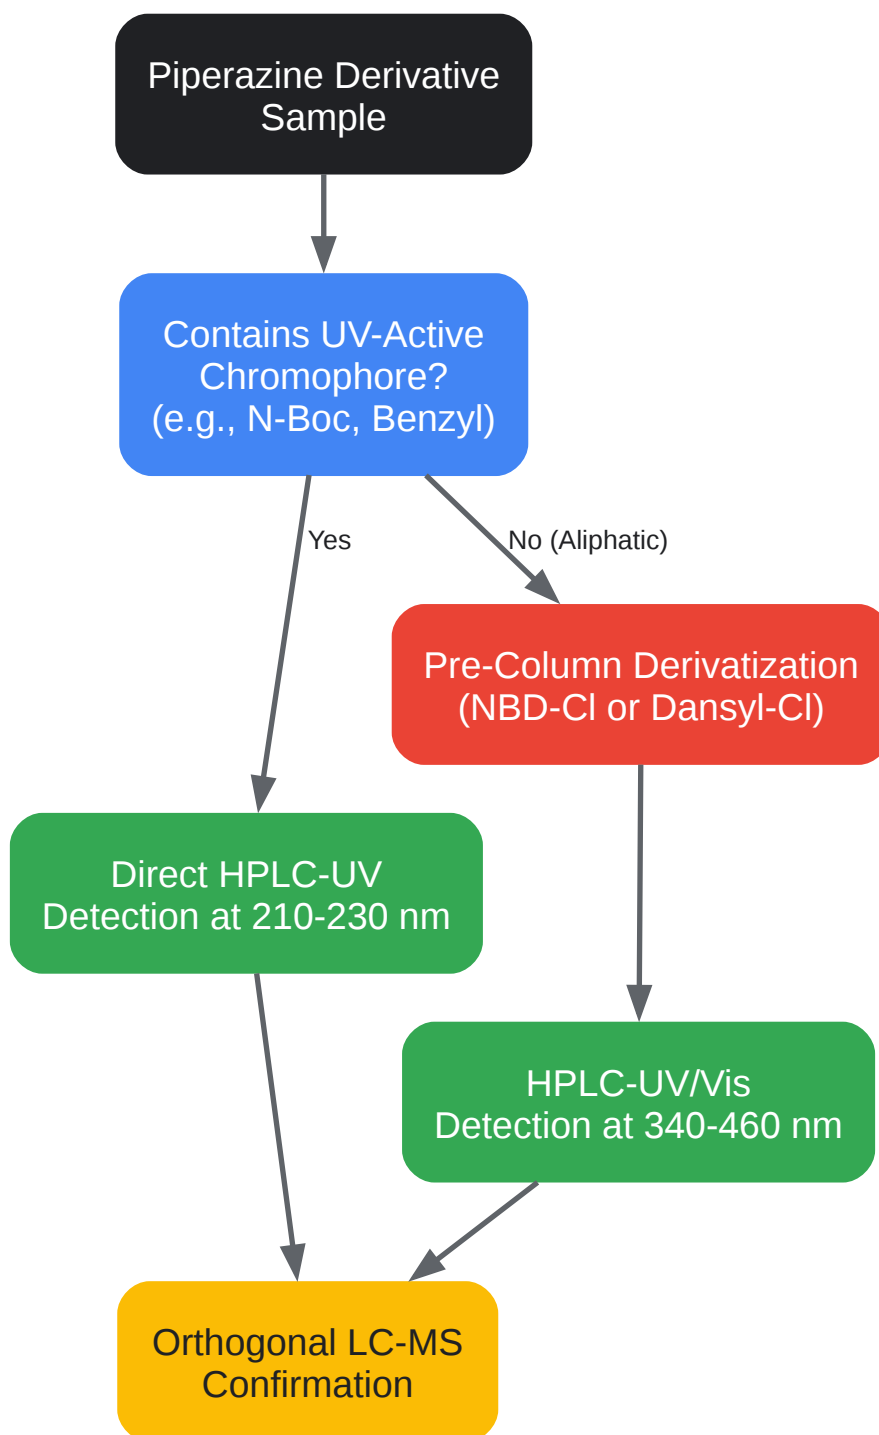 Piperazine Derivative
Sample
Contains UV-Active
Chromophore?
(e.g., N-Boc, Benzyl)
Yes
No (Aliphatic)
Pre-Column Derivatization
(NBD-Cl or Dansyl-Cl)
Direct HPLC-UV
Detection at 210-230 nm
HPLC-UV/Vis
Detection at 340-460 nm
Orthogonal LC-MS
Confirmation